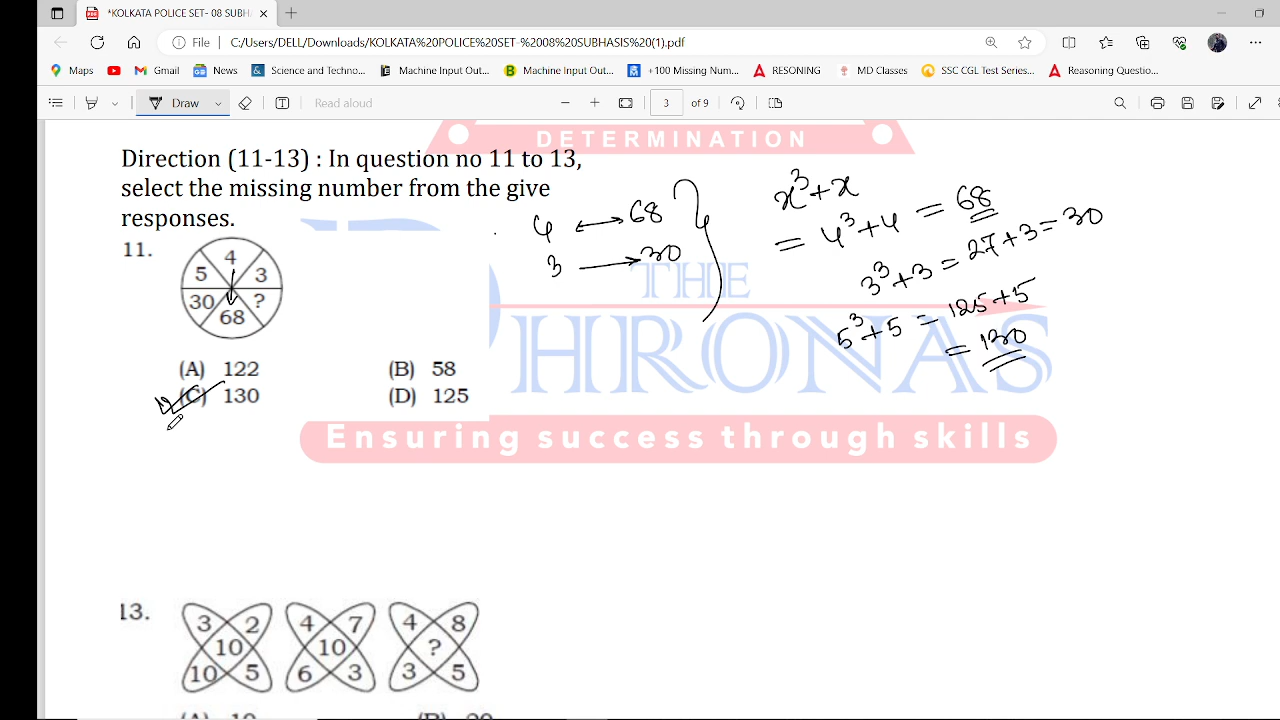 *KOLKATA POLICE SET- 08 SUBH
File C:/Users/DELL/Downloads/KOLKATA%20POLICE%20SET-%2008%20SUBHASIS%20(1).pdf
Maps Gmail News Science and Techno... Machine Input Out... Machine Input Out... +100 Missing Num... RESONING MD Classes SSC CGL Test Series... Reasoning Questio...
Draw Read aloud 3 of 9
DETERMINATION
Direction (11-13) : In question no 11 to 13,
select the missing number from the give
responses.
11.
4
5 3
30 ?
68
(A) 122 (B) 58
(C) 130 (D) 125
4 68
3 30
x³+x
= 4³+4 = 68
3³+3 = 27+3=30
5³+5 = 125+5
= 130
THE
HRONAS
Ensuring success through skills
13.
3 2 4 7 4 8
10 10 ?
10 5 6 3 3 5
(A) 10 (B) 20